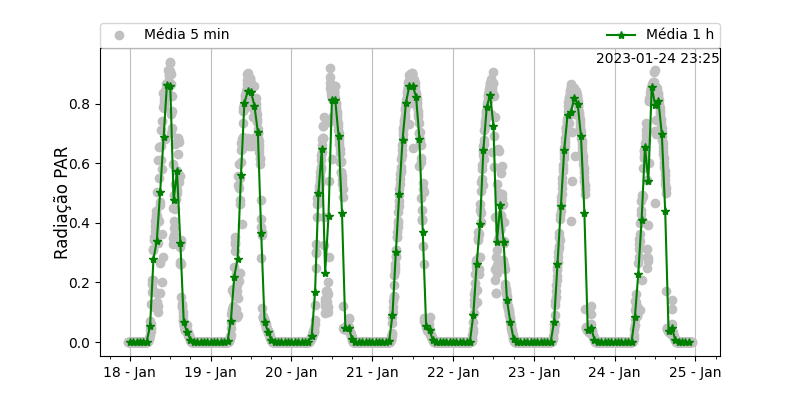 Média 5 min
Média 1 h
2023-01-24 23:25
Radiação PAR
0.8
0.6
0.4
0.2
0.0
18 - Jan
19 - Jan
20 - Jan
21 - Jan
22 - Jan
23 - Jan
24 - Jan
25 - Jan